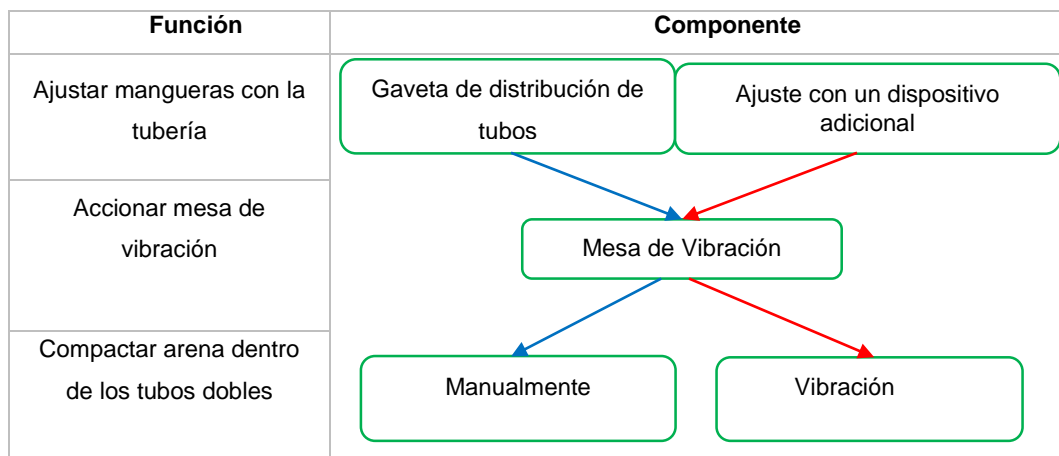 Función
Componente
Ajustar mangueras con la
tubería
Gaveta de distribución de
tubos
Ajuste con un dispositivo
adicional
Accionar mesa de
vibración
Mesa de Vibración
Compactar arena dentro
de los tubos dobles
Manualmente
Vibración